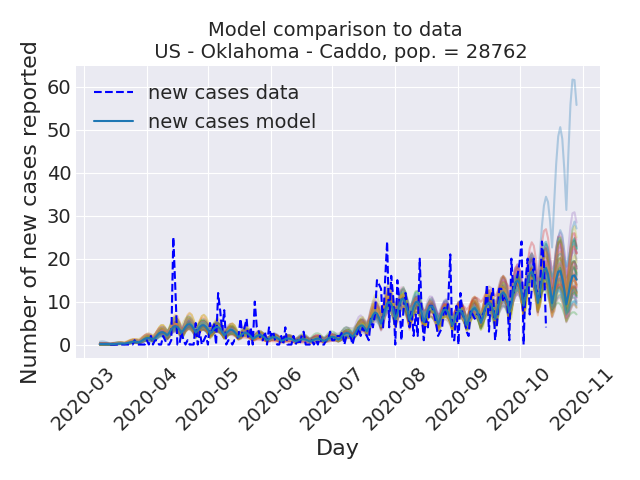 Model comparison to data
US - Oklahoma - Caddo, pop. = 28762
Number of new cases reported
60
50
40
30
20
10
0
new cases data
new cases model
2020-03
2020-04
2020-05
2020-06
2020-07
2020-08
2020-09
2020-10
2020-11
Day